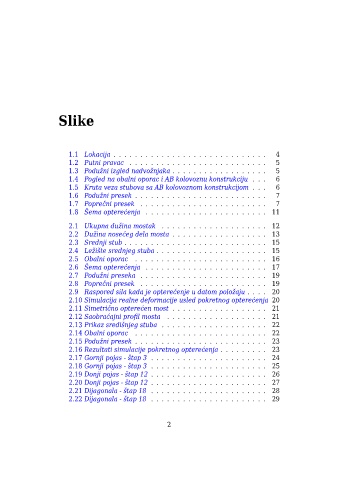 Slike
1.1 Lokacija . . . . . . . . . . . . . . . . . . . . . . . . . . . . 4
1.2 Putni pravac . . . . . . . . . . . . . . . . . . . . . . . . . . 5
1.3 Podužni izgled nadvožnjaka . . . . . . . . . . . . . . . . . . 5
1.4 Pogled na obalni oporac i AB kolovoznu konstrukciju . . . 6
1.5 Kruta veza stubova sa AB kolovoznom konstrukcijom . . . 6
1.6 Podužni presek . . . . . . . . . . . . . . . . . . . . . . . . . 7
1.7 Poprečni presek . . . . . . . . . . . . . . . . . . . . . . . . 7
1.8 Šema opterećenja . . . . . . . . . . . . . . . . . . . . . . . 11
2.1 Ukupna dužina mostak . . . . . . . . . . . . . . . . . . . . . 12
2.2 Dužina nosećeg dela mosta . . . . . . . . . . . . . . . . . . 13
2.3 Srednji stub . . . . . . . . . . . . . . . . . . . . . . . . . . . 15
2.4 Ležište srednjeg stuba . . . . . . . . . . . . . . . . . . . . . 15
2.5 Obalni oporac . . . . . . . . . . . . . . . . . . . . . . . . . 16
2.6 Šema opterećenja . . . . . . . . . . . . . . . . . . . . . . . 17
2.7 Podužni preseka . . . . . . . . . . . . . . . . . . . . . . . . 19
2.8 Poprečni presek . . . . . . . . . . . . . . . . . . . . . . . . 19
2.9 Raspored sila kada je opterećenje u datom položaju . . . . 20
2.10 Simulacija realne deformacije usled pokretnog opterećenja 20
2.11 Simetrično opterećen most . . . . . . . . . . . . . . . . . . 21
2.12 Saobraćajni profil mosta . . . . . . . . . . . . . . . . . . . 21
2.13 Prikaz središnjeg stuba . . . . . . . . . . . . . . . . . . . . 22
2.14 Obalni oporac . . . . . . . . . . . . . . . . . . . . . . . . . 22
2.15 Podužni presek . . . . . . . . . . . . . . . . . . . . . . . . . 23
2.16 Rezultati simulacije pokretnog opterećenja . . . . . . . . . 23
2.17 Gornji pojas - štap 3 . . . . . . . . . . . . . . . . . . . . . . 24
2.18 Gornji pojas - štap 3 . . . . . . . . . . . . . . . . . . . . . . 25
2.19 Donji pojas - štap 12 . . . . . . . . . . . . . . . . . . . . . . 26
2.20 Donji pojas - štap 12 . . . . . . . . . . . . . . . . . . . . . . 27
2.21 Dijagonala - štap 18 . . . . . . . . . . . . . . . . . . . . . . 28
2.22 Dijagonala - štap 18 . . . . . . . . . . . . . . . . . . . . . . 29
2